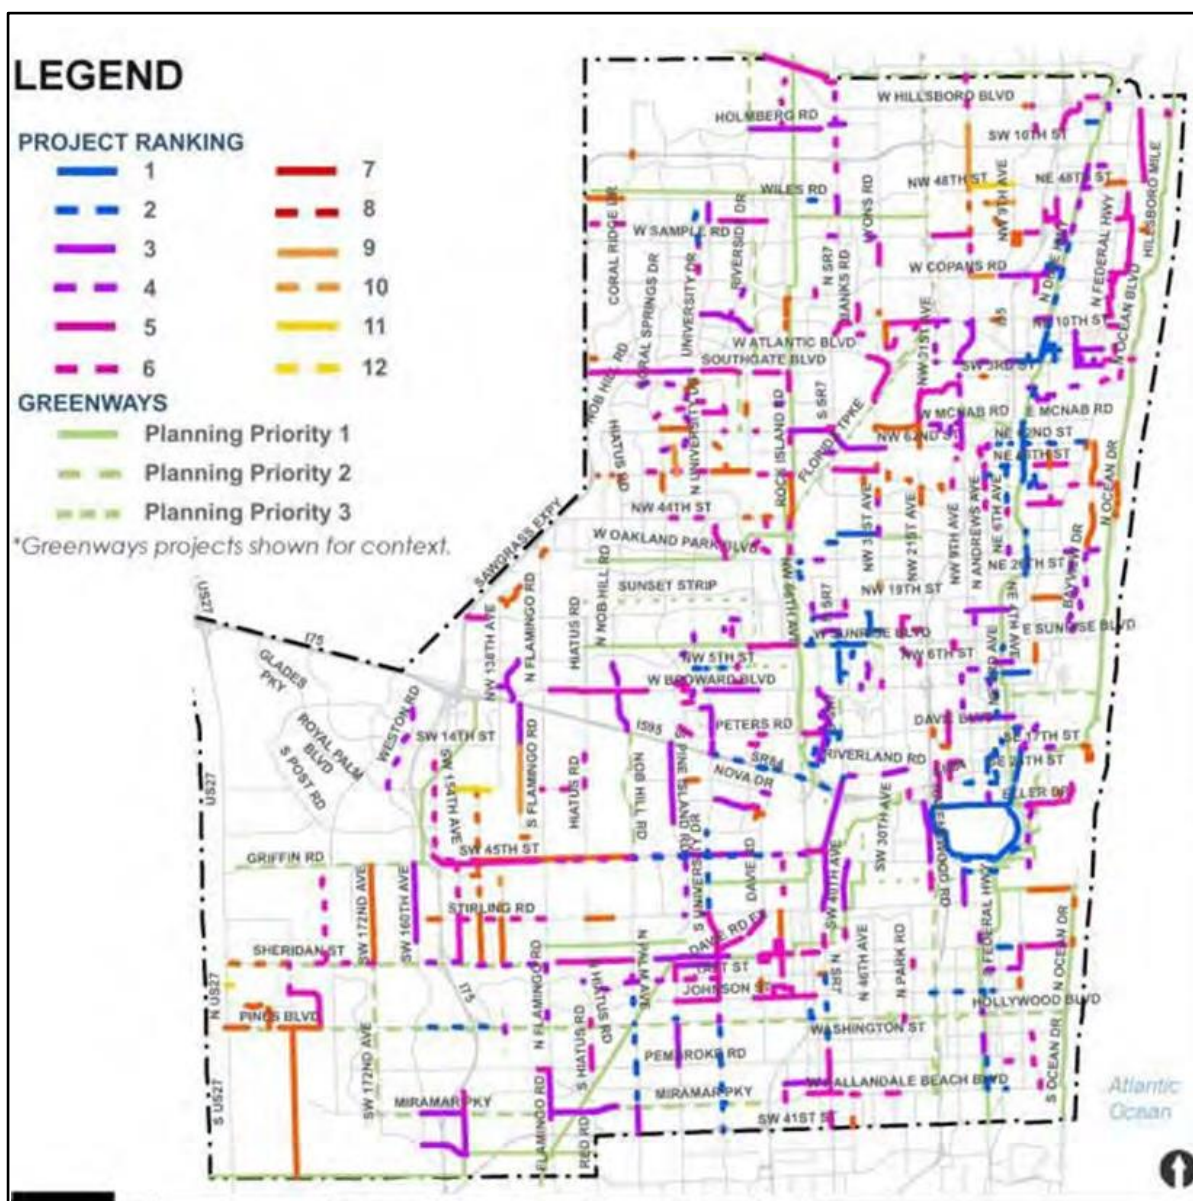 LEGEND
PROJECT RANKING
1
7
2
8
3
9
4
10
5
11
6
12
GREENWAYS
Planning Priority 1
Planning Priority 2
Planning Priority 3
*Greenways projects shown for context.
W HILLSBORO BLVD
HOLMBERG RD
SW 10TH ST
WILES RD
NW 48TH ST
NE 48TH ST
NW 9TH AVE
HILLSBORO MILE
CORAL RIDGE DR
W SAMPLE RD
RIVERSIDE DR
LYONS RD
N FEDERAL HWY
W COPANS RD
N DIXIE HWY
CORAL SPRINGS DR
UNIVERSITY DR
N SR7
BANKS RD
NW 31ST AVE
I95
NE 10TH ST
N OCEAN BLVD
W ATLANTIC BLVD
SOUTHGATE BLVD
SW 3RD ST
NOB HILL RD
HIATUS RD
N UNIVERSITY DR
ROCK ISLAND RD
S SR7
FLORIDA TPKE
W MCNAB RD
E MCNAB RD
NW 62ND ST
NE 62ND ST
N OCEAN DR
NW 44TH ST
W OAKLAND PARK BLVD
NW 31ST AVE
NW 21ST AVE
NW 9TH AVE
N ANDREWS AVE
NE 6TH AVE
BAYVIEW DR
NE 26TH ST
SAWGRASS EXPY
SUNSET STRIP
NW 19TH ST
US27
I75
NW 136TH AVE
N FLAMINGO RD
HIATUS RD
N NOB HILL RD
SR7
W SUNRISE BLVD
E SUNRISE BLVD
NE 4TH AVE
NW 5TH ST
NW 6TH ST
GLADES PKY
W BROWARD BLVD
ROYAL PALM BLVD
WESTON RD
SW 14TH ST
I595
PETERS RD
DAVIE BLVD
SE 17TH ST
S POST RD
SR84
NOVA DR
RIVERLAND RD
ELLER DR
US27
SW 154TH AVE
S FLAMINGO RD
HIATUS RD
NOB HILL RD
S PINE ISLAND RD
SW 30TH AVE
SW 45TH ST
GRIFFIN RD
S UNIVERSITY DR
DAVIE RD
SW 40TH AVE
SW 172ND AVE
SW 160TH AVE
STIRLING RD
S FEDERAL HWY
SHERIDAN ST
DAVIE RD EX
TAFT ST
N 46TH AVE
N PARK RD
N OCEAN DR
N US27
I75
N FLAMINGO RD
N HIATUS RD
N PALM AVE
JOHNSON ST
N SR7
HOLLYWOOD BLVD
PINES BLVD
WASHINGTON ST
SW 172ND AVE
S HIATUS RD
PEMBROKE RD
S OCEAN DR
S US27
MIRAMAR PKY
FLAMINGO RD
RED RD
MIRAMAR PKY
W HALLANDALE BEACH BLVD
SW 41ST ST
Atlantic
Ocean